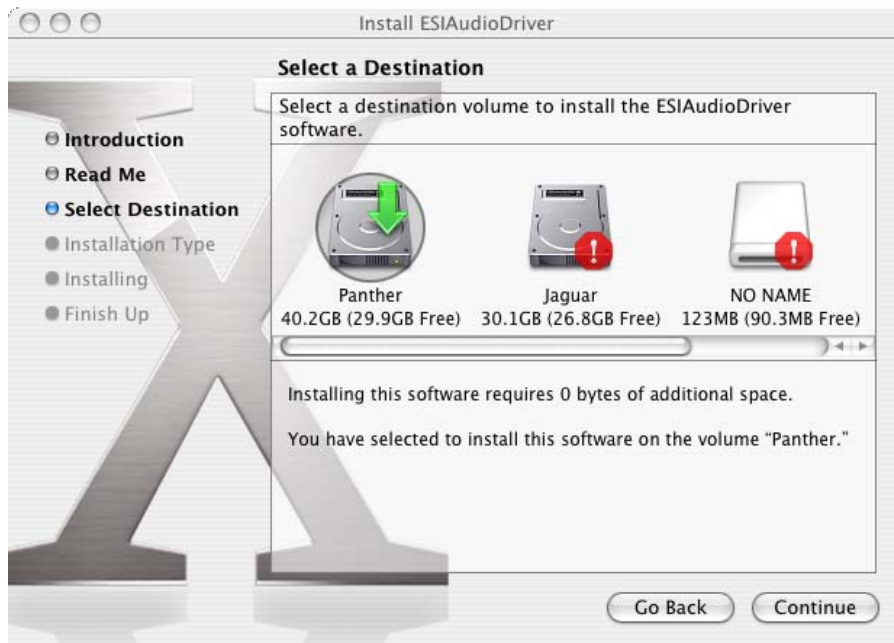 Install ESIAudioDriver
Select a Destination
Introduction
Read Me
Select Destination
Installation Type
Installing
Finish Up
Select a destination volume to install the ESIAudioDriver
software.
Panther
40.2GB (29.9GB Free)
Jaguar
30.1GB (26.8GB Free)
NO NAME
123MB (90.3MB Free)
Installing this software requires 0 bytes of additional space.
You have selected to install this software on the volume “Panther.”
Go Back
Continue